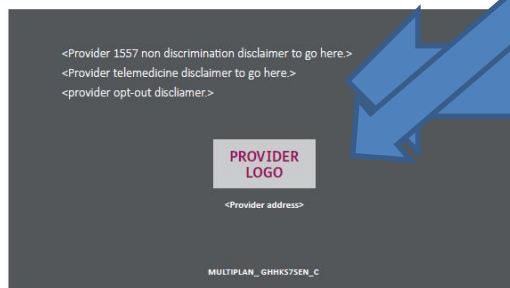 <Provider 1557 non discrimination disclaimer to go here.>
<Provider telemedicine disclaimer to go here.>
<provider opt-out discliamer.>
PROVIDER
LOGO
<Provider address>
MULTIPLAN_ GHHKS7SEN_C